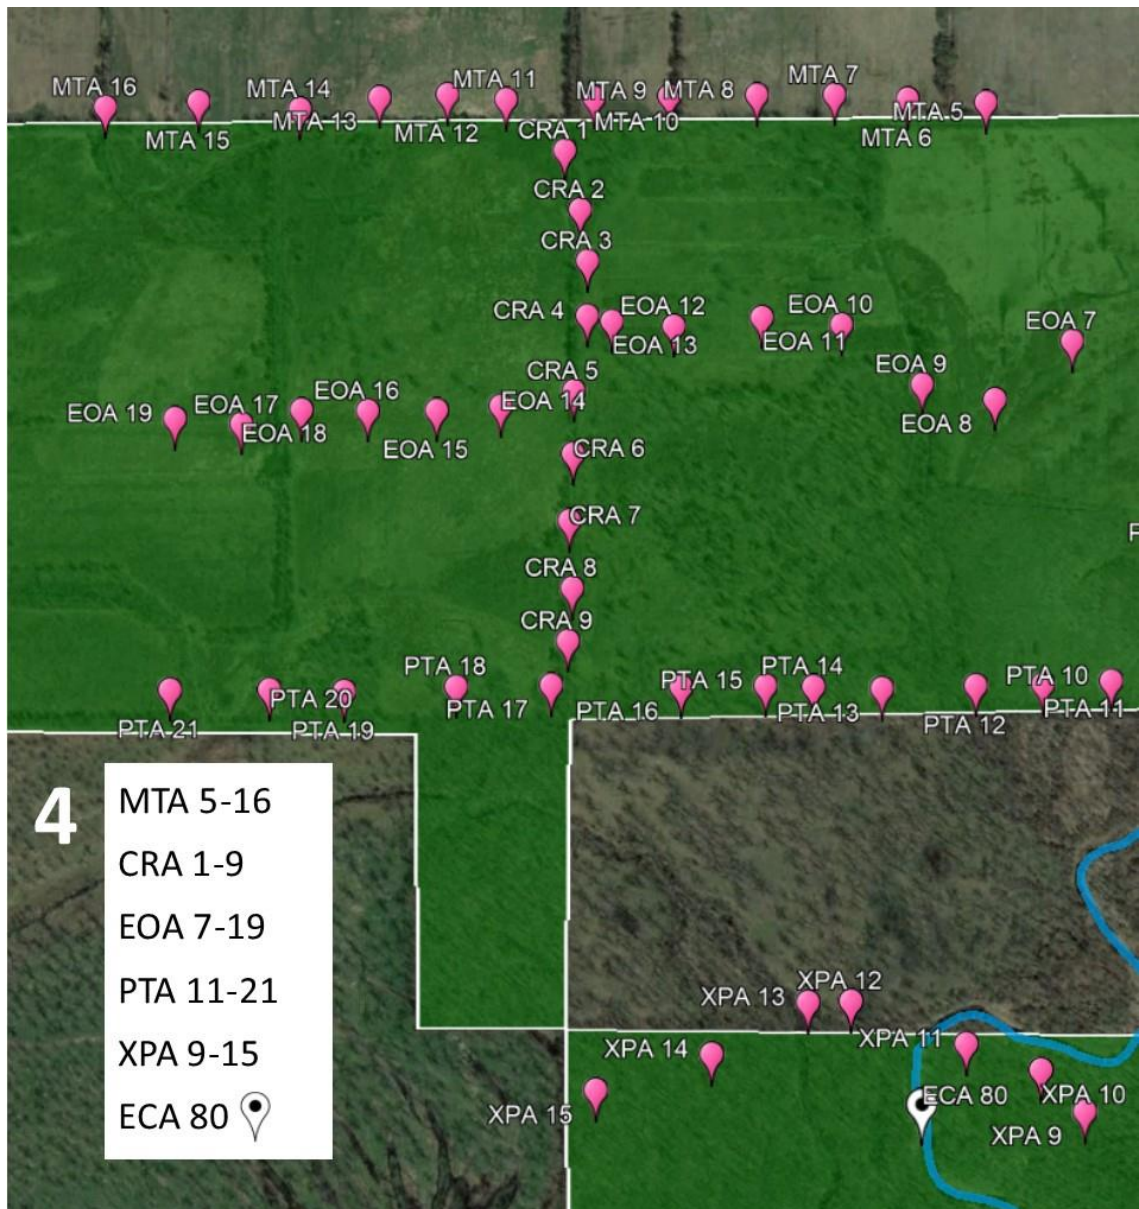 MTA 16
MTA 15
MTA 14
MTA 13
MTA 12
MTA 11
MTA 9
MTA 10
MTA 8
MTA 7
MTA 5
MTA 6
CRA 1
CRA 2
CRA 3
CRA 4
EOA 12
EOA 13
EOA 10
EOA 11
EOA 7
EOA 9
EOA 8
CRA 5
EOA 14
EOA 16
EOA 15
EOA 17
EOA 18
EOA 19
CRA 6
CRA 7
F
CRA 8
CRA 9
PTA 18
PTA 17
PTA 20
PTA 21
PTA 19
PTA 16
PTA 15
PTA 14
PTA 13
PTA 12
PTA 10
PTA 11
4
MTA 5-16
CRA 1-9
EOA 7-19
PTA 11-21
XPA 9-15
ECA 80
XPA 13
XPA 12
XPA 14
XPA 11
XPA 15
ECA 80
XPA 10
XPA 9